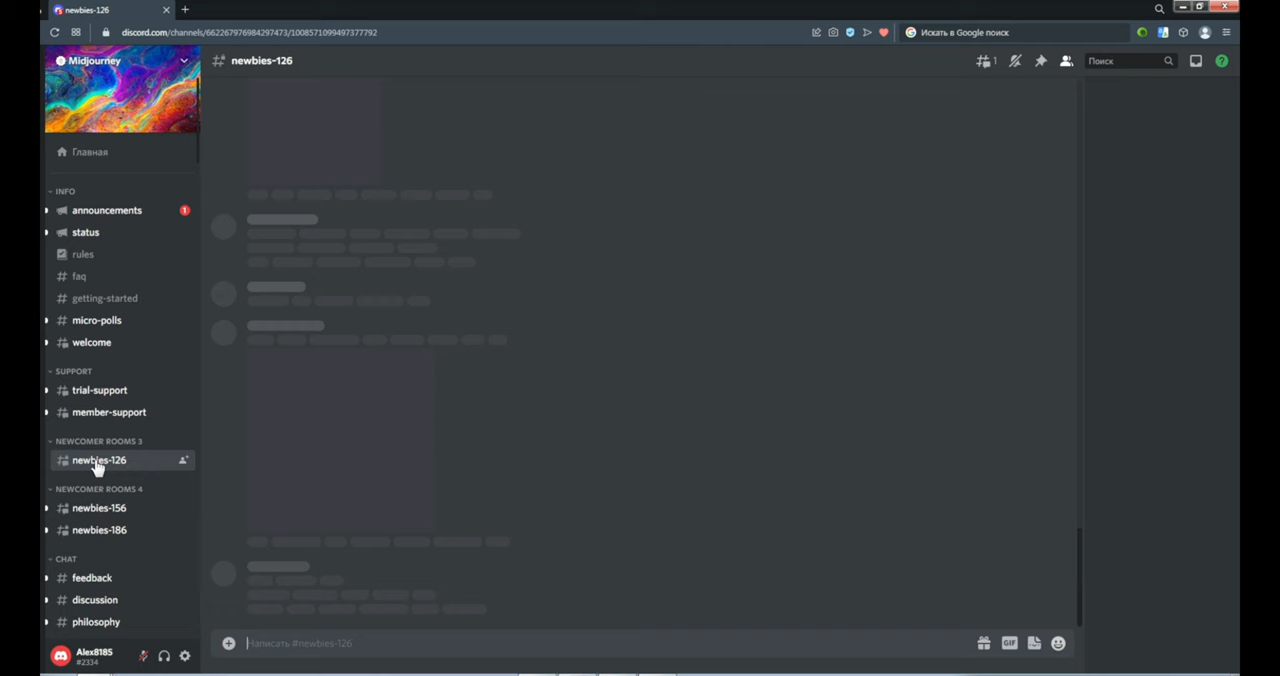 newbies-126
discord.com/channels/662267976984297473/1008571099497377792
Искать в Google поиск
Midjourney
newbies-126
1
Поиск
Главная
INFO
announcements
1
status
rules
faq
getting-started
micro-polls
welcome
SUPPORT
trial-support
member-support
NEWCOMER ROOMS 3
newbies-126
NEWCOMER ROOMS 4
newbies-156
newbies-186
CHAT
feedback
discussion
philosophy
Написать #newbies-126
GIF
Alex8185
#2334